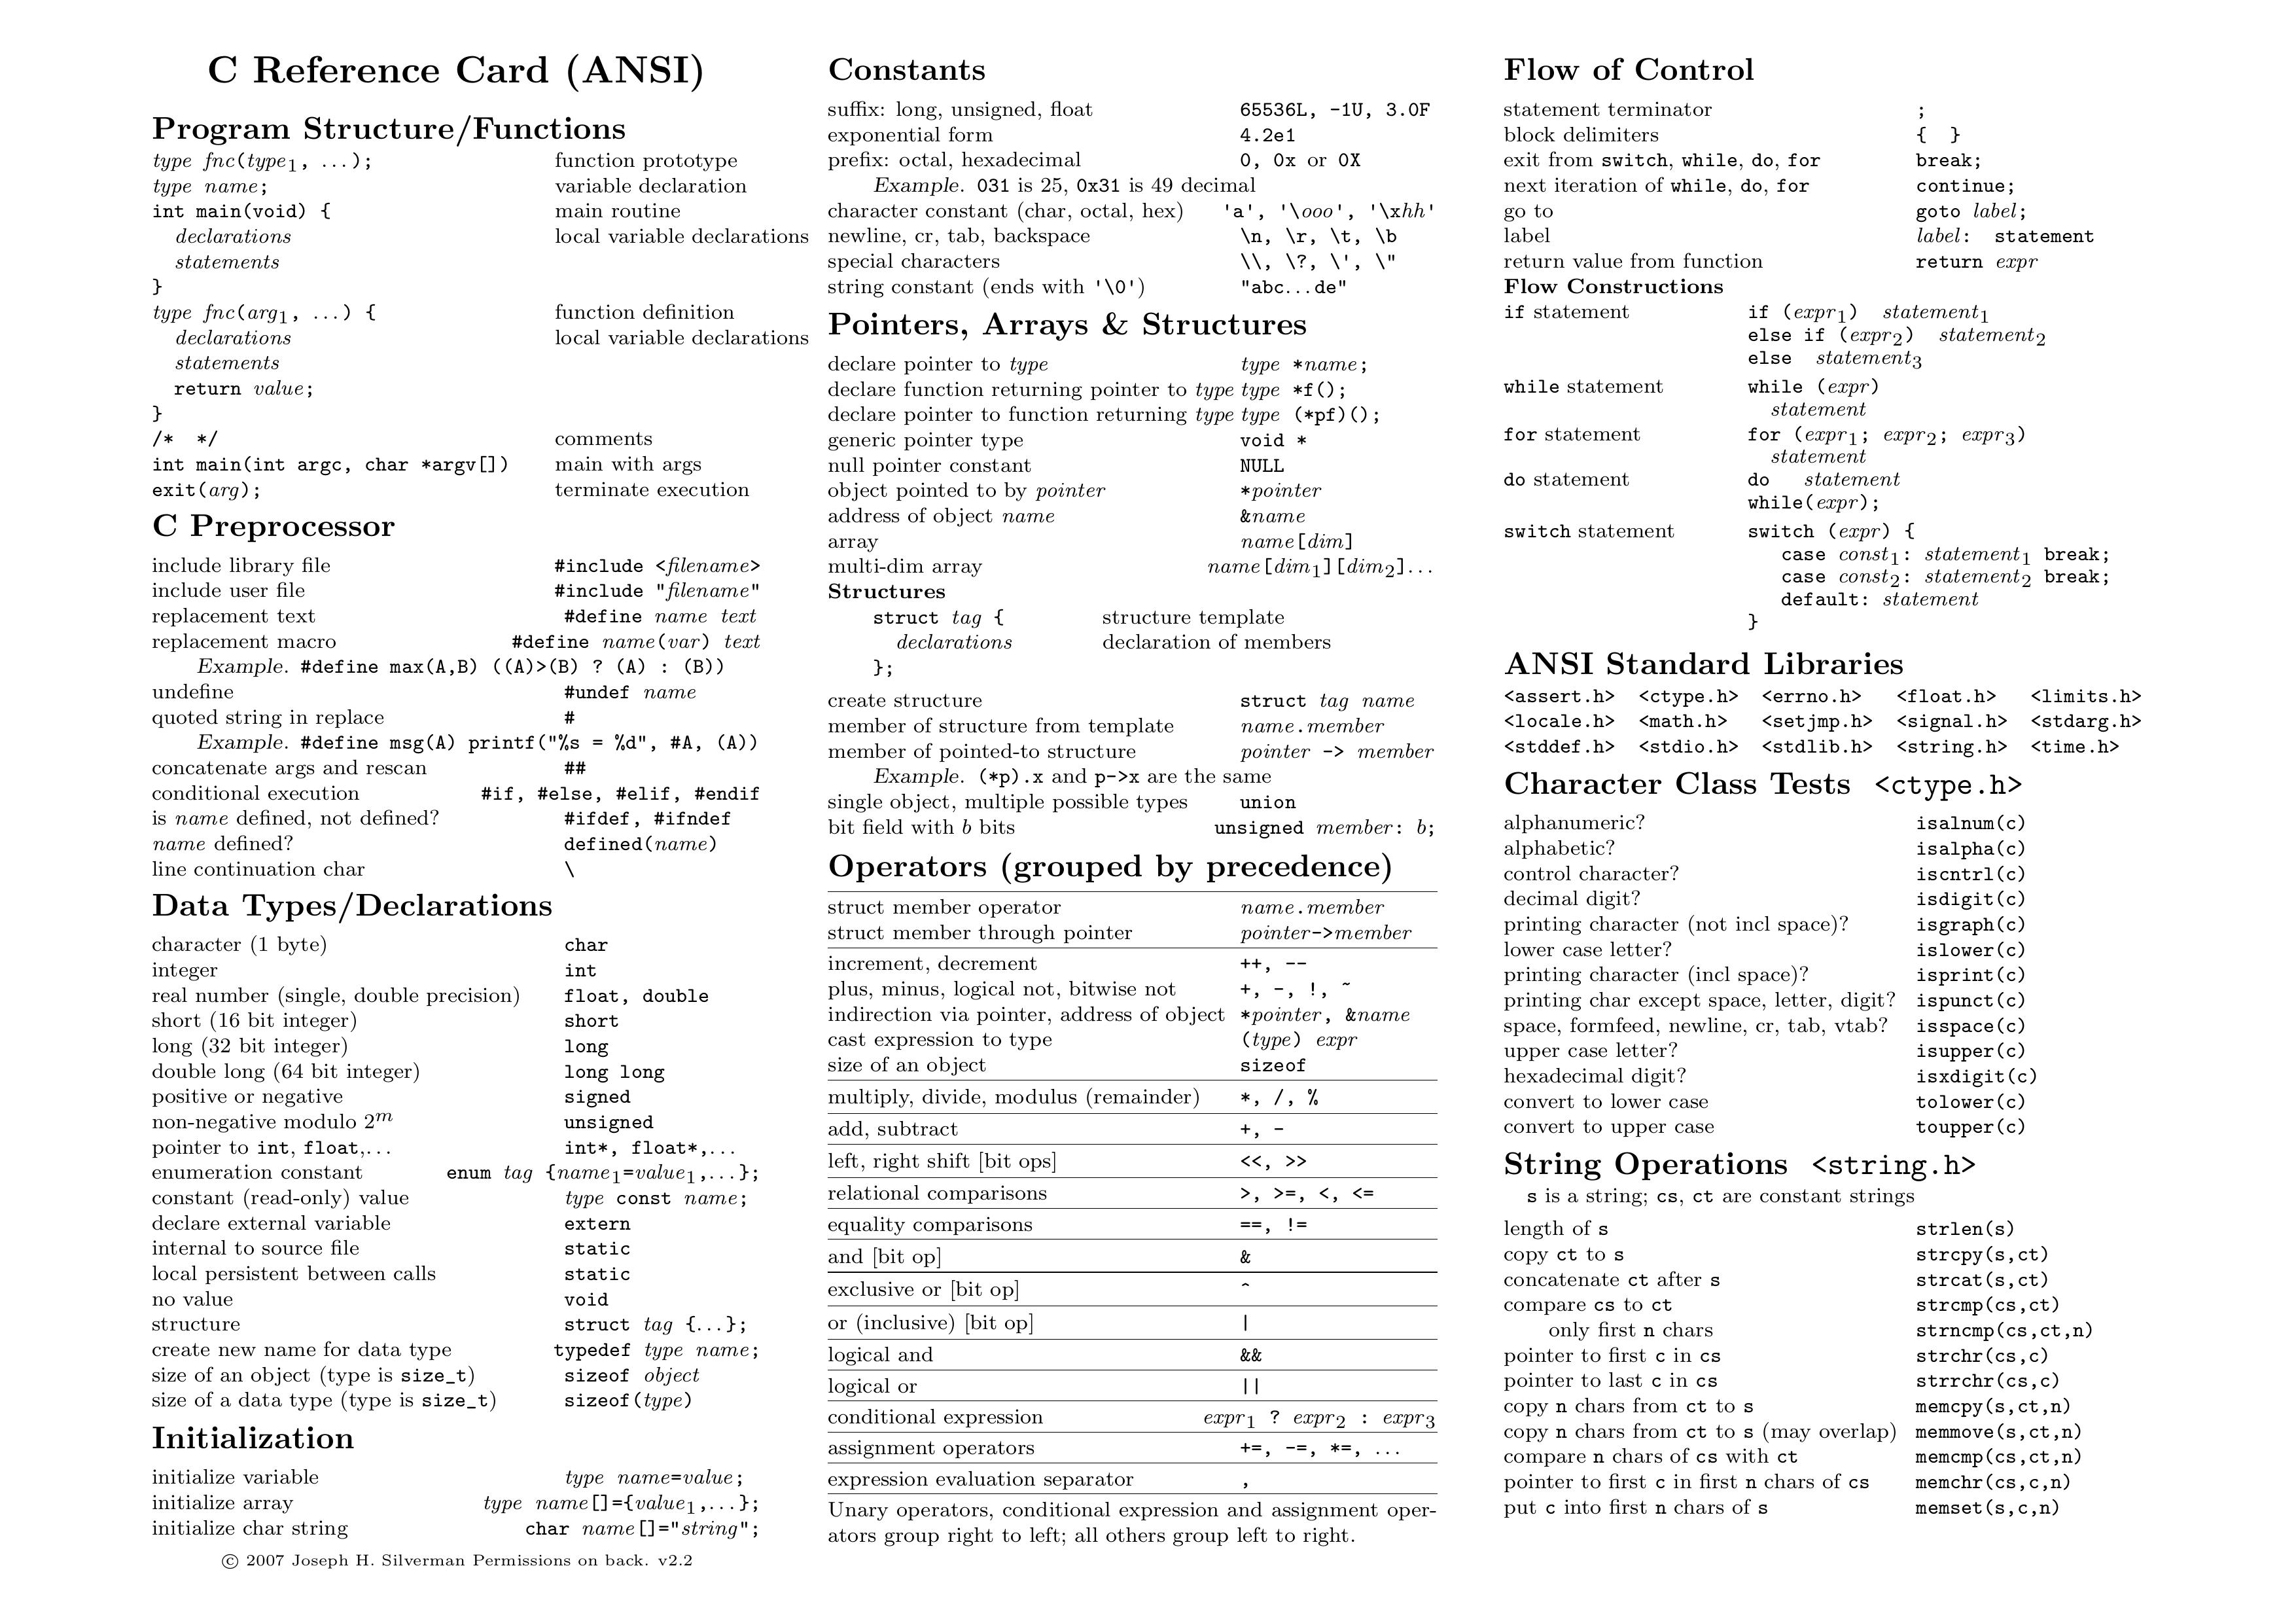 C Reference Card (ANSI)
Program Structure/Functions
type fnc(type1, ...); function prototype
type name; variable declaration
int main(void) { main routine
declarations local variable declarations
statements
}
type fnc(arg1, ...) { function definition
declarations local variable declarations
statements
return value;
}
/* */ comments
int main(int argc, char *argv[]) main with args
exit(arg); terminate execution
C Preprocessor
include library file #include <filename>
include user file #include "filename"
replacement text #define name text
replacement macro #define name(var) text
Example. #define max(A,B) ((A)>(B) ? (A) : (B))
undefine #undef name
quoted string in replace #
Example. #define msg(A) printf("%s = %d", #A, (A))
concatenate args and rescan ##
conditional execution #if, #else, #elif, #endif
is name defined, not defined? #ifdef, #ifndef
name defined? defined(name)
line continuation char \
Data Types/Declarations
character (1 byte) char
integer int
real number (single, double precision) float, double
short (16 bit integer) short
long (32 bit integer) long
double long (64 bit integer) long long
positive or negative signed
non-negative modulo 2^m unsigned
pointer to int, float,... int*, float*,...
enumeration constant enum tag {name1=value1,...};
constant (read-only) value type const name;
declare external variable extern
internal to source file static
local persistent between calls static
no value void
structure struct tag {...};
create new name for data type typedef type name;
size of an object (type is size_t) sizeof object
size of a data type (type is size_t) sizeof(type)
Initialization
initialize variable type name=value;
initialize array type name[]={value1,...};
initialize char string char name[]="string";
© 2007 Joseph H. Silverman Permissions on back. v2.2
Constants
suffix: long, unsigned, float 65536L, -1U, 3.0F
exponential form 4.2e1
prefix: octal, hexadecimal 0, 0x or 0X
Example. 031 is 25, 0x31 is 49 decimal
character constant (char, octal, hex) 'a', '\ooo', '\xhh'
newline, cr, tab, backspace \n, \r, \t, \b
special characters \\, \?, \', \"
string constant (ends with '\0') "abc...de"
Pointers, Arrays & Structures
declare pointer to type type *name;
declare function returning pointer to type type *f();
declare pointer to function returning type type (*pf)();
generic pointer type void *
null pointer constant NULL
object pointed to by pointer *pointer
address of object name &name
array name[dim]
multi-dim array name[dim1][dim2]...
Structures
struct tag { structure template
declarations declaration of members
};
create structure struct tag name
member of structure from template name.member
member of pointed-to structure pointer -> member
Example. (*p).x and p->x are the same
single object, multiple possible types union
bit field with b bits unsigned member: b;
Operators (grouped by precedence)
struct member operator name.member
struct member through pointer pointer->member
increment, decrement ++, --
plus, minus, logical not, bitwise not +, -, !, ~
indirection via pointer, address of object *pointer, &name
cast expression to type (type) expr
size of an object sizeof
multiply, divide, modulus (remainder) *, /, %
add, subtract +, -
left, right shift [bit ops] <<, >>
relational comparisons >, >=, <, <=
equality comparisons ==, !=
and [bit op] &
exclusive or [bit op] ^
or (inclusive) [bit op] |
logical and &&
logical or ||
conditional expression expr1 ? expr2 : expr3
assignment operators +=, -=, *=, ...
expression evaluation separator ,
Unary operators, conditional expression and assignment oper-
ators group right to left; all others group left to right.
Flow of Control
statement terminator ;
block delimiters { }
exit from switch, while, do, for break;
next iteration of while, do, for continue;
go to goto label;
label label: statement
return value from function return expr
Flow Constructions
if statement if (expr1) statement1
else if (expr2) statement2
else statement3
while statement while (expr)
statement
for statement for (expr1; expr2; expr3)
statement
do statement do statement
while(expr);
switch statement switch (expr) {
case const1: statement1 break;
case const2: statement2 break;
default: statement
}
ANSI Standard Libraries
<assert.h> <ctype.h> <errno.h> <float.h> <limits.h>
<locale.h> <math.h> <setjmp.h> <signal.h> <stdarg.h>
<stddef.h> <stdio.h> <stdlib.h> <string.h> <time.h>
Character Class Tests <ctype.h>
alphanumeric? isalnum(c)
alphabetic? isalpha(c)
control character? iscntrl(c)
decimal digit? isdigit(c)
printing character (not incl space)? isgraph(c)
lower case letter? islower(c)
printing character (incl space)? isprint(c)
printing char except space, letter, digit? ispunct(c)
space, formfeed, newline, cr, tab, vtab? isspace(c)
upper case letter? isupper(c)
hexadecimal digit? isxdigit(c)
convert to lower case tolower(c)
convert to upper case toupper(c)
String Operations <string.h>
s is a string; cs, ct are constant strings
length of s strlen(s)
copy ct to s strcpy(s,ct)
concatenate ct after s strcat(s,ct)
compare cs to ct strcmp(cs,ct)
only first n chars strncmp(cs,ct,n)
pointer to first c in cs strchr(cs,c)
pointer to last c in cs strrchr(cs,c)
copy n chars from ct to s memcpy(s,ct,n)
copy n chars from ct to s (may overlap) memmove(s,ct,n)
compare n chars of cs with ct memcmp(cs,ct,n)
pointer to first c in first n chars of cs memchr(cs,c,n)
put c into first n chars of s memset(s,c,n)